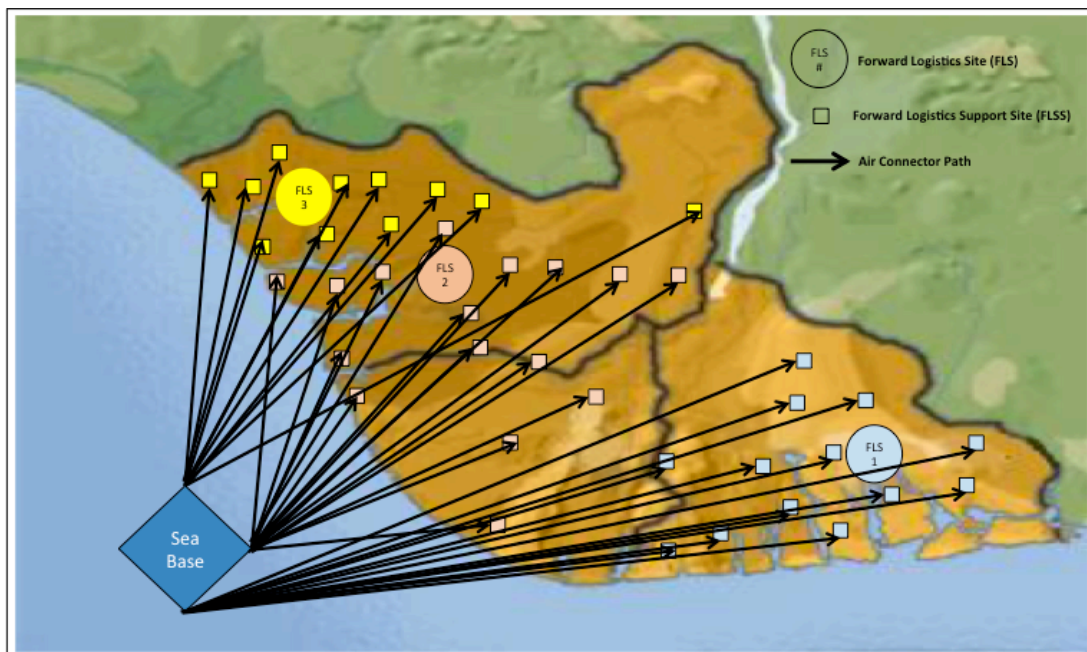 FLS
#
Forward Logistics Site (FLS)
Forward Logistics Support Site (FLSS)
Air Connector Path
FLS
3
FLS
2
FLS
1
Sea
Base